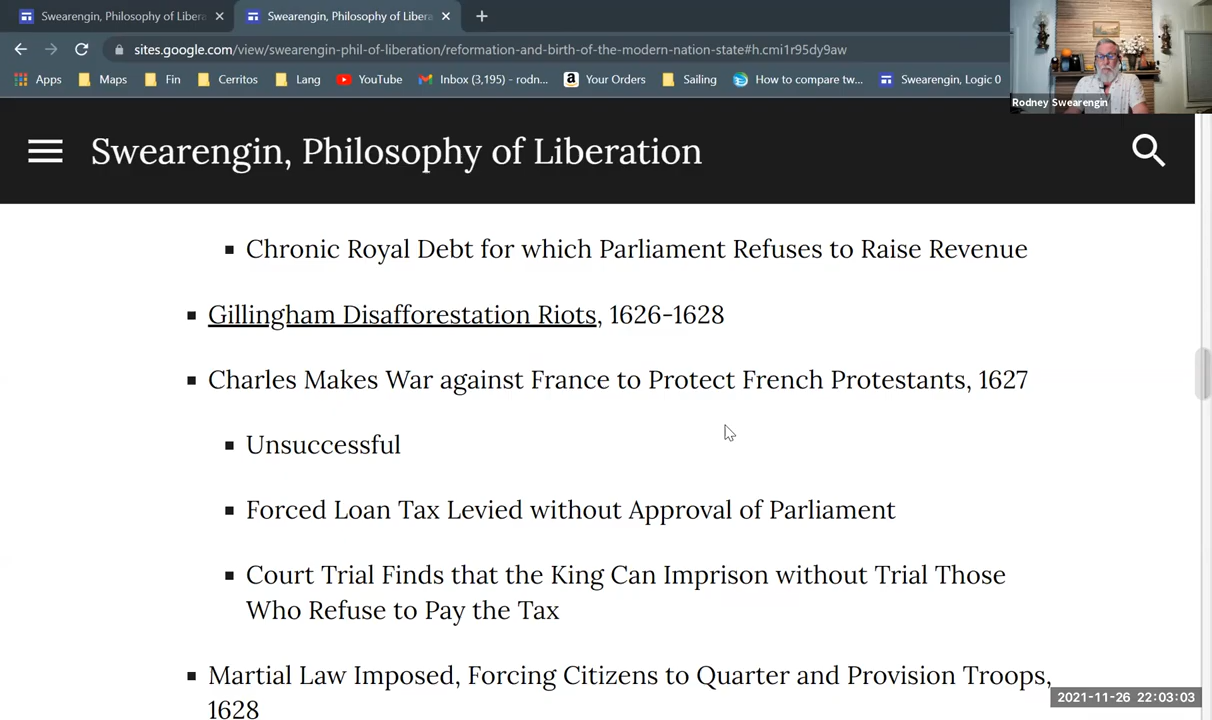 Swearengin, Philosophy of Libera
Swearengin, Philosophy of Libera
sites.google.com/view/swearengin-phil-of-liberation/reformation-and-birth-of-the-modern-nation-state#h.cmi1r95dy9aw
Apps Maps Fin Cerritos Lang YouTube Inbox (3,195) - rodn... Your Orders Sailing How to compare tw... Swearengin, Logic 0
Rodney Swearengin
Swearengin, Philosophy of Liberation
Chronic Royal Debt for which Parliament Refuses to Raise Revenue
Gillingham Disafforestation Riots, 1626-1628
Charles Makes War against France to Protect French Protestants, 1627
Unsuccessful
Forced Loan Tax Levied without Approval of Parliament
Court Trial Finds that the King Can Imprison without Trial Those
Who Refuse to Pay the Tax
Martial Law Imposed, Forcing Citizens to Quarter and Provision Troops,
1628
2021-11-26 22:03:03